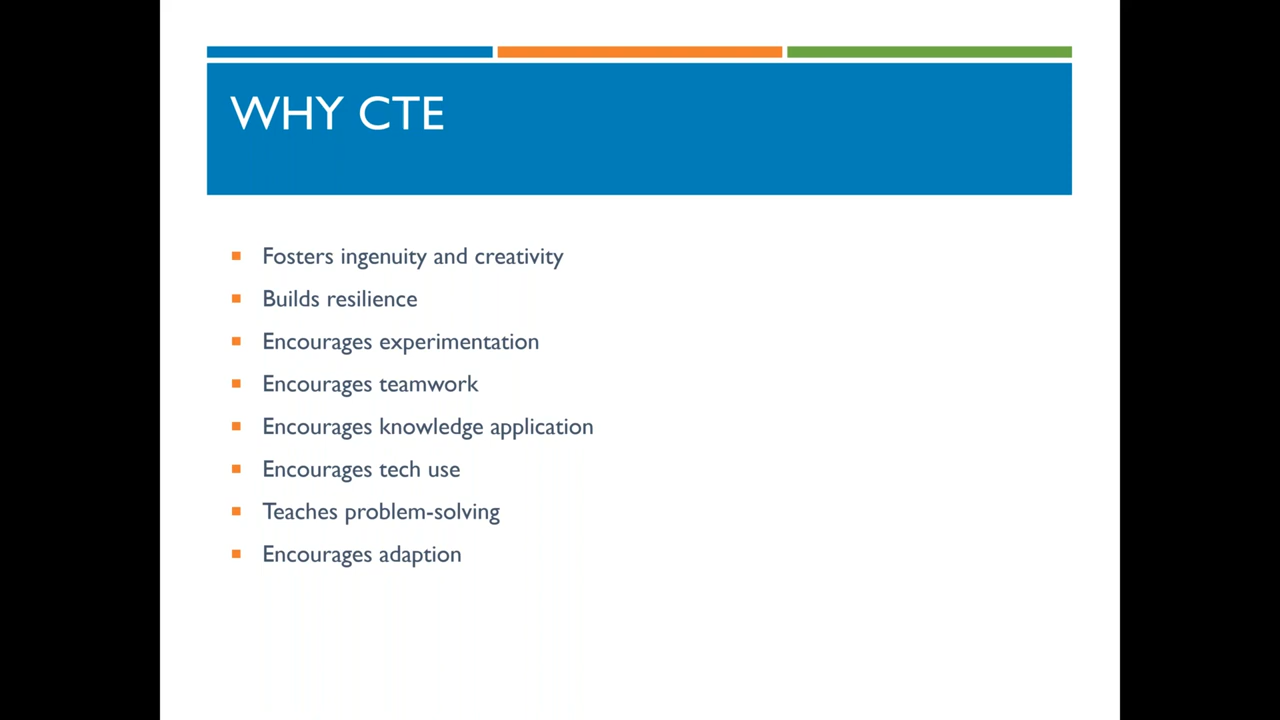 WHY CTE
Fosters ingenuity and creativity
Builds resilience
Encourages experimentation
Encourages teamwork
Encourages knowledge application
Encourages tech use
Teaches problem-solving
Encourages adaption